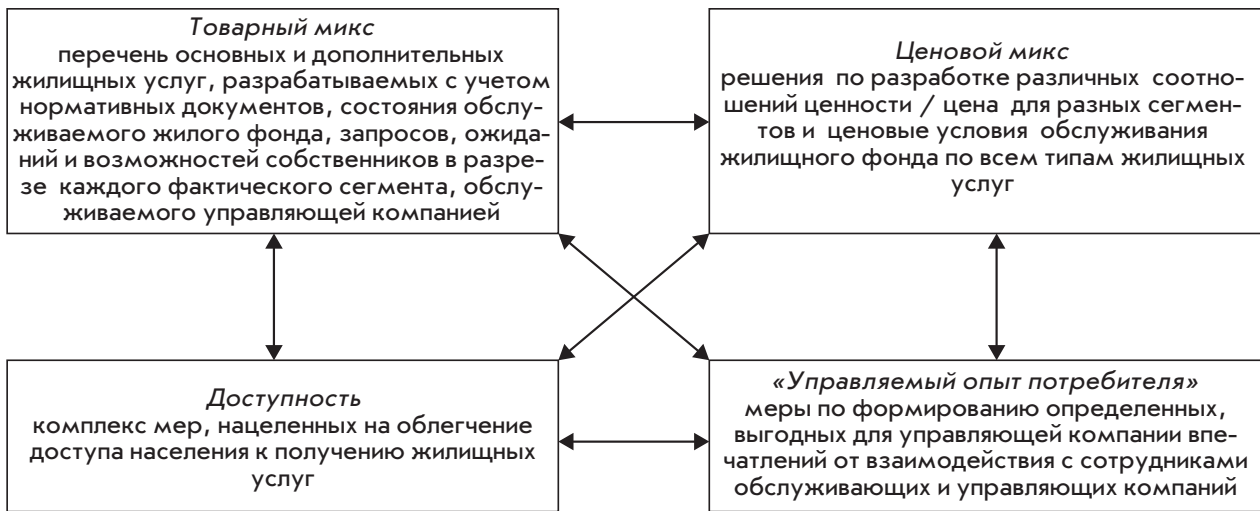 Товарный микс
перечень основных и дополнительных
жилищных услуг, разрабатываемых с учетом
нормативных документов, состояния обслу-
живаемого жилого фонда, запросов, ожида-
ний и возможностей собственников в разре-
зе каждого фактического сегмента, обслу-
живаемого управляющей компанией
Ценовой микс
решения по разработке различных соотно-
шений ценности / цена для разных сегмен-
тов и ценовые условия обслуживания
жилищного фонда по всем типам жилищных
услуг
Доступность
комплекс мер, нацеленных на облегчение
доступа населения к получению жилищных
услуг
«Управляемый опыт потребителя»
меры по формированию определенных,
выгодных для управляющей компании впе-
чатлений от взаимодействия с сотрудниками
обслуживающих и управляющих компаний